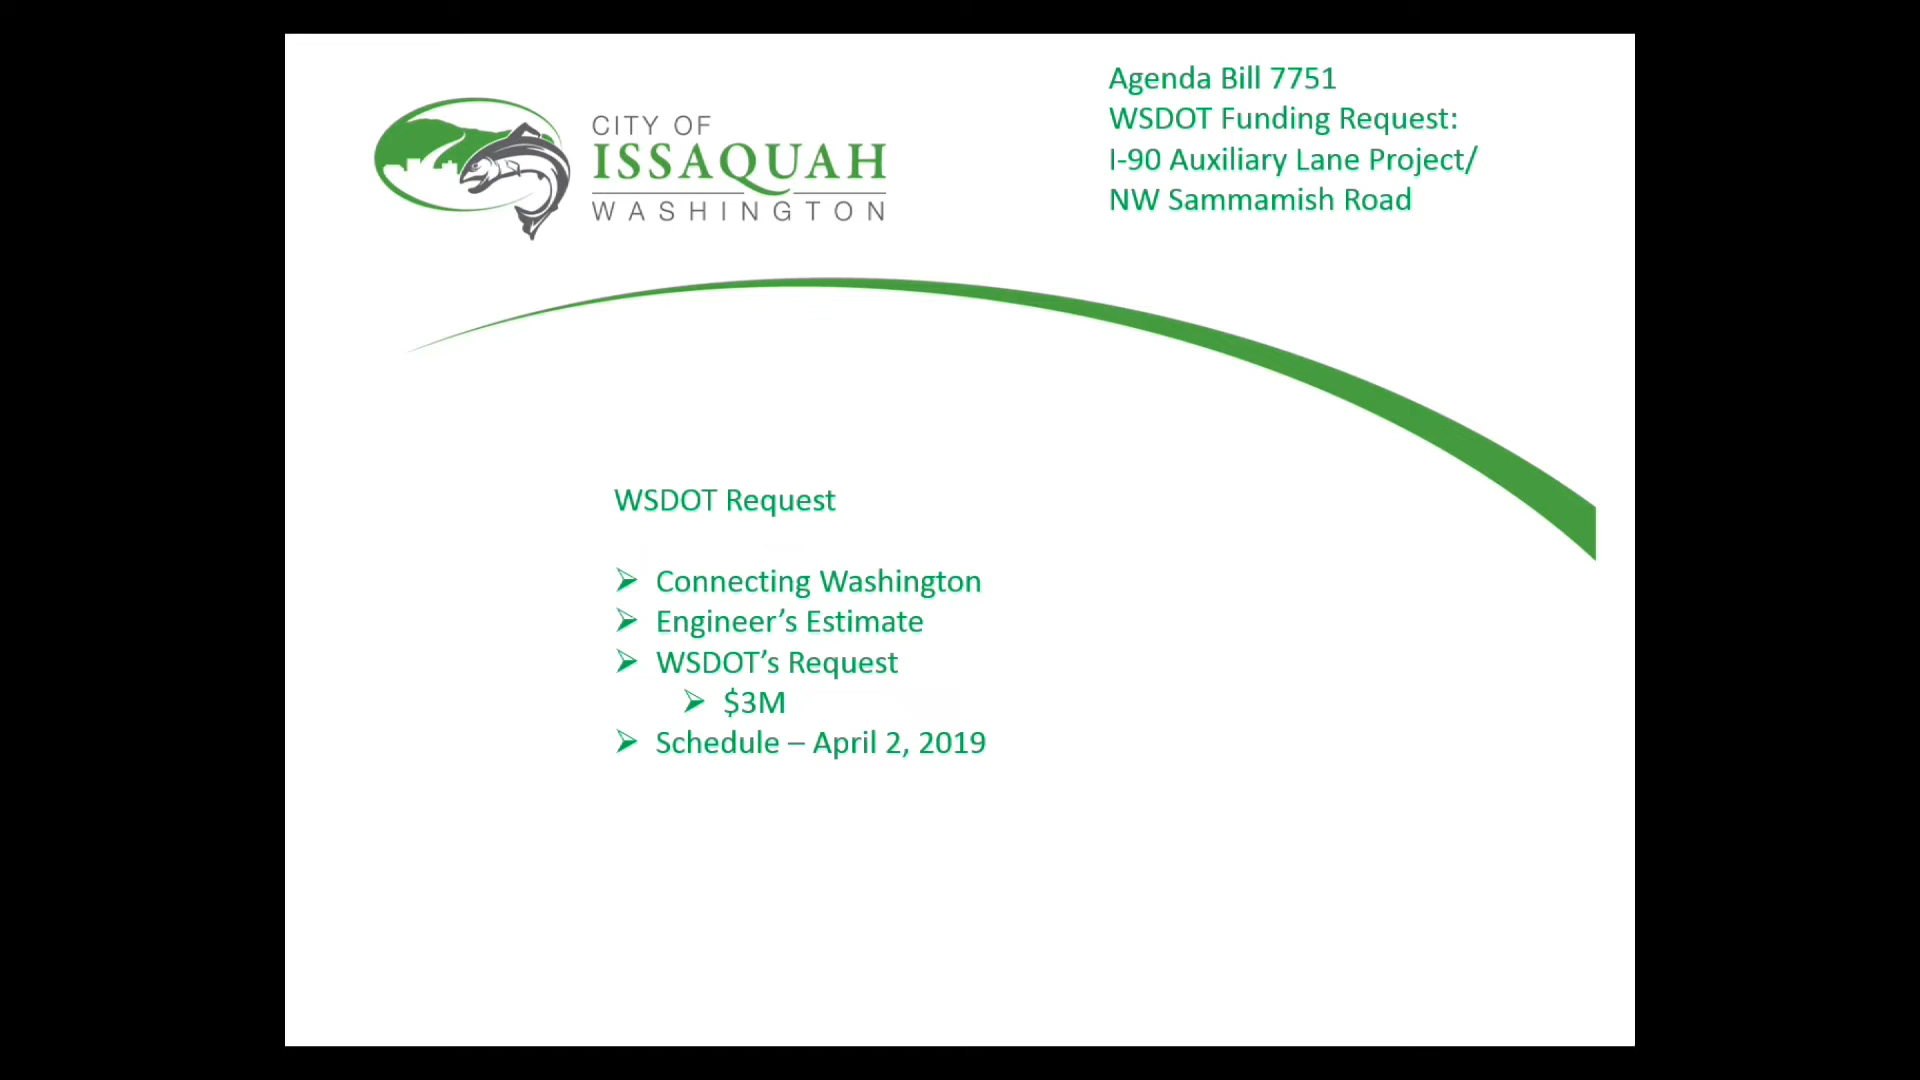 CITY OF
ISSAQUAH
WASHINGTON
Agenda Bill 7751
WSDOT Funding Request:
I-90 Auxiliary Lane Project/
NW Sammamish Road
WSDOT Request
Connecting Washington
Engineer’s Estimate
WSDOT’s Request
$3M
Schedule – April 2, 2019